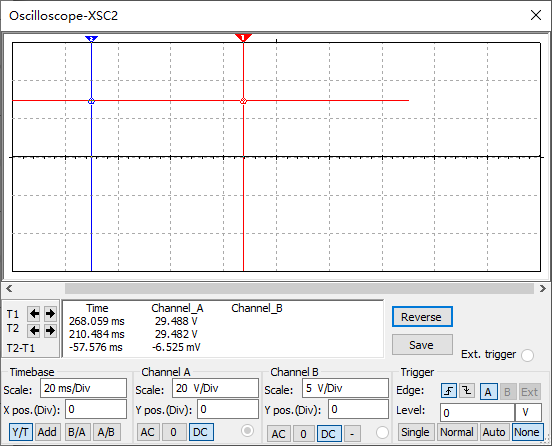 Oscilloscope-XSC2
2
1
T1
T2
T2-T1
Time Channel_A Channel_B
268.059 ms 29.488 V
210.484 ms 29.482 V
-57.576 ms -6.525 mV
Reverse
Save
Ext. trigger
Timebase
Scale: 20 ms/Div
X pos.(Div): 0
Y/T Add B/A A/B
Channel A
Scale: 20 V/Div
Y pos.(Div): 0
AC 0 DC
Channel B
Scale: 5 V/Div
Y pos.(Div): 0
AC 0 DC -
Trigger
Edge: A B Ext
Level: 0 V
Single Normal Auto None